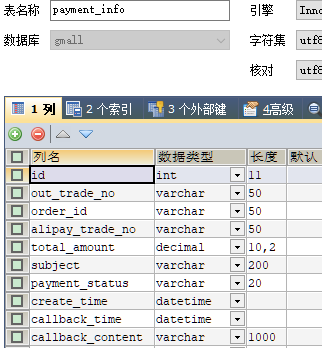 表名称 payment_info 引擎 Inno
数据库 gmall 字符集 utf8
核对 utf8
1 列 2 个索引 3 个外部键 4高级
列名 数据类型 长度 默认
id int 11
out_trade_no varchar 50
order_id varchar 50
alipay_trade_no varchar 50
total_amount decimal 10,2
subject varchar 200
payment_status varchar 20
create_time datetime
callback_time datetime
callback_content varchar 1000